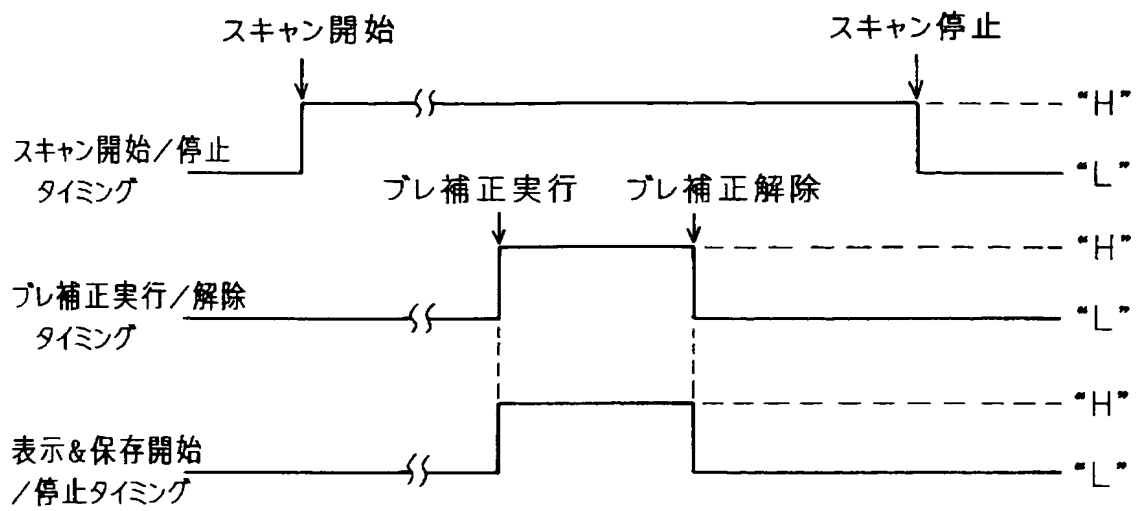 スキャン開始
スキャン停止
“H”
スキャン開始/停止
タイミング
“L”
ブレ補正実行
ブレ補正解除
“H”
ブレ補正実行/解除
タイミング
“L”
“H”
表示&保存開始
/停止タイミング
“L”